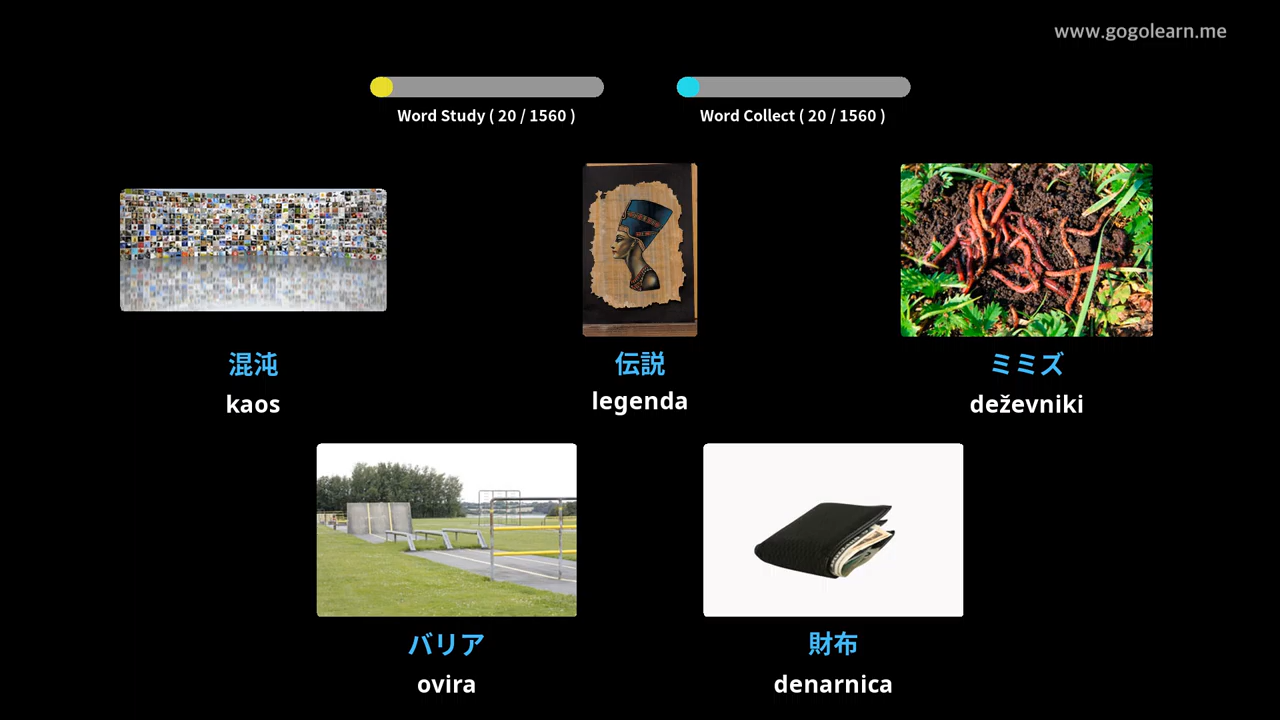 www.gogolearn.me
Word Study ( 20 / 1560 )
Word Collect ( 20 / 1560 )
混沌
kaos
伝説
legenda
ミミズ
deževniki
バリア
ovira
財布
denarnica